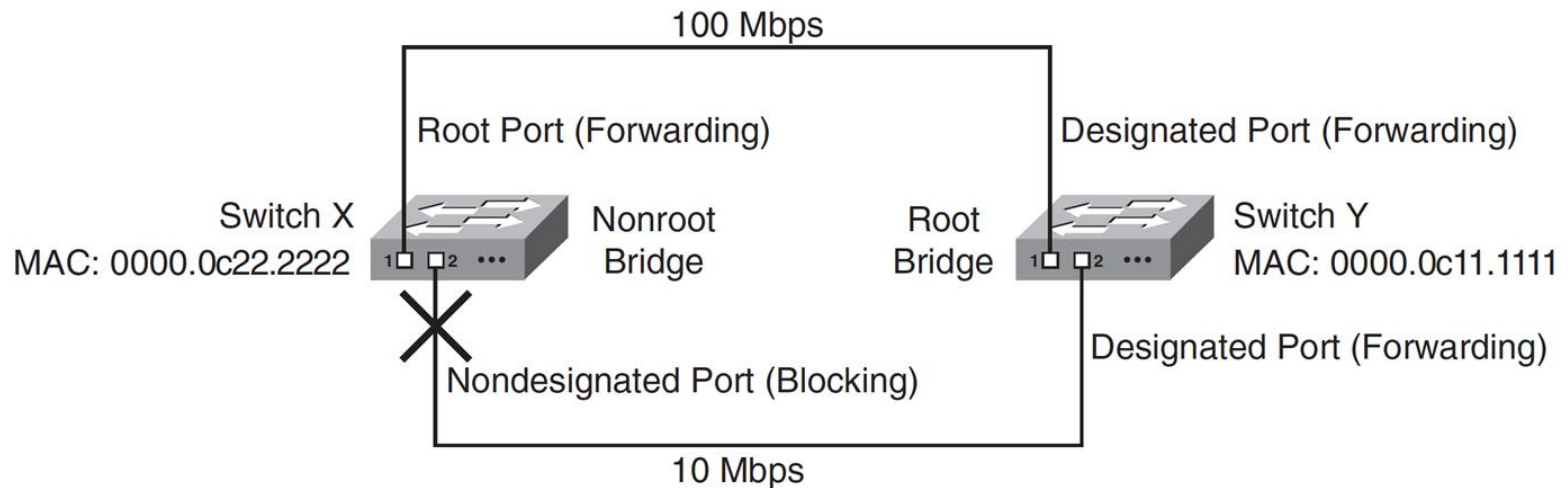 100 Mbps
Root Port (Forwarding)
Designated Port (Forwarding)
Switch X
MAC: 0000.0c22.2222
1 2 •••
Nonroot
Bridge
Root
Bridge
1 2 •••
Switch Y
MAC: 0000.0c11.1111
Nondesignated Port (Blocking)
Designated Port (Forwarding)
10 Mbps